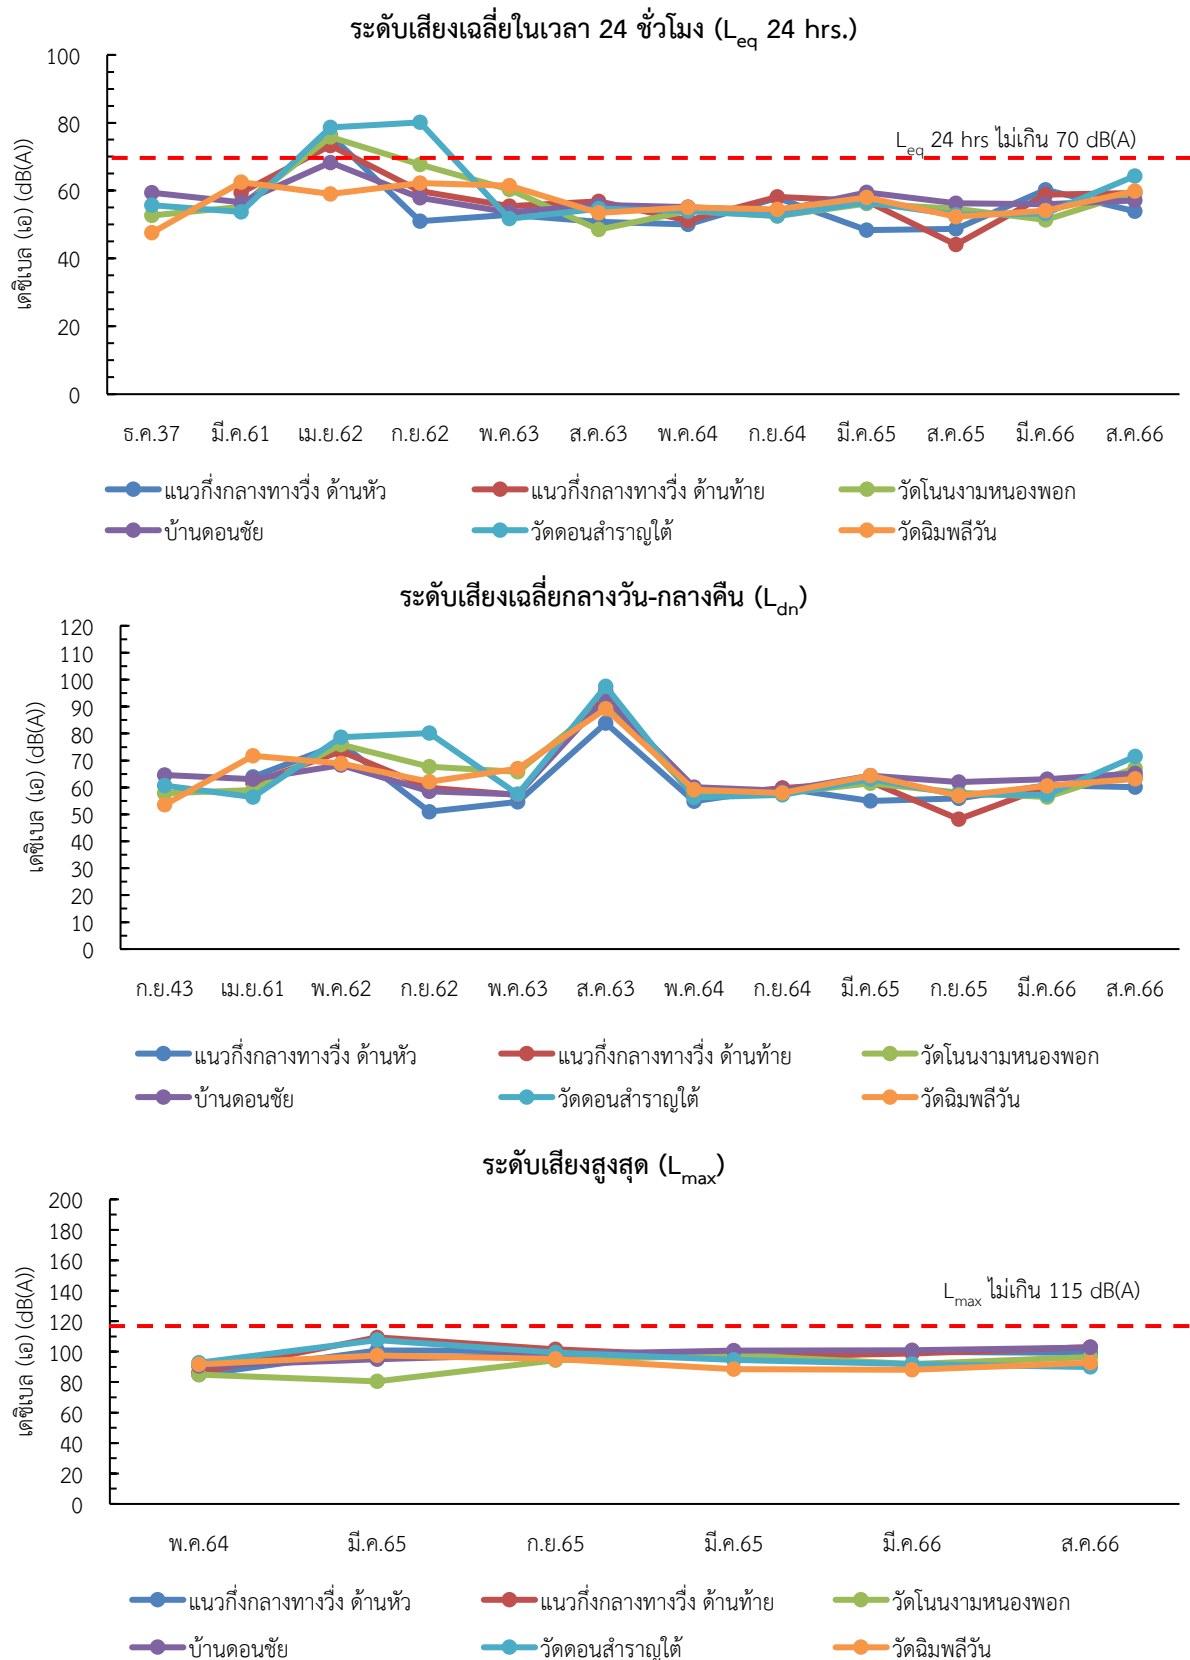 ระดับเสียงเฉลี่ยในเวลา 24 ชั่วโมง (Leq 24 hrs.)
เดซิเบล (เอ) (dB(A))
100
80
60
40
20
0
Leq 24 hrs ไม่เกิน 70 dB(A)
ธ.ค.37 มี.ค.61 เม.ย.62 ก.ย.62 พ.ค.63 ส.ค.63 พ.ค.64 ก.ย.64 มี.ค.65 ส.ค.65 มี.ค.66 ส.ค.66
แนวกึ่งกลางทางวิ่ง ด้านหัว แนวกึ่งกลางทางวิ่ง ด้านท้าย วัดโนนงามหนองพอก
บ้านดอนชัย วัดดอนสำราญใต้ วัดฉิมพลีวัน
ระดับเสียงเฉลี่ยกลางวัน-กลางคืน (Ldn)
เดซิเบล (เอ) (dB(A))
120
110
100
90
80
70
60
50
40
30
20
10
0
ก.ย.43 เม.ย.61 พ.ค.62 ก.ย.62 พ.ค.63 ส.ค.63 พ.ค.64 ก.ย.64 มี.ค.65 ก.ย.65 มี.ค.66 ส.ค.66
แนวกึ่งกลางทางวิ่ง ด้านหัว แนวกึ่งกลางทางวิ่ง ด้านท้าย วัดโนนงามหนองพอก
บ้านดอนชัย วัดดอนสำราญใต้ วัดฉิมพลีวัน
ระดับเสียงสูงสุด (Lmax)
เดซิเบล (เอ) (dB(A))
200
180
160
140
120
100
80
60
40
20
0
Lmax ไม่เกิน 115 dB(A)
พ.ค.64 มี.ค.65 ก.ย.65 มี.ค.65 มี.ค.66 ส.ค.66
แนวกึ่งกลางทางวิ่ง ด้านหัว แนวกึ่งกลางทางวิ่ง ด้านท้าย วัดโนนงามหนองพอก
บ้านดอนชัย วัดดอนสำราญใต้ วัดฉิมพลีวัน